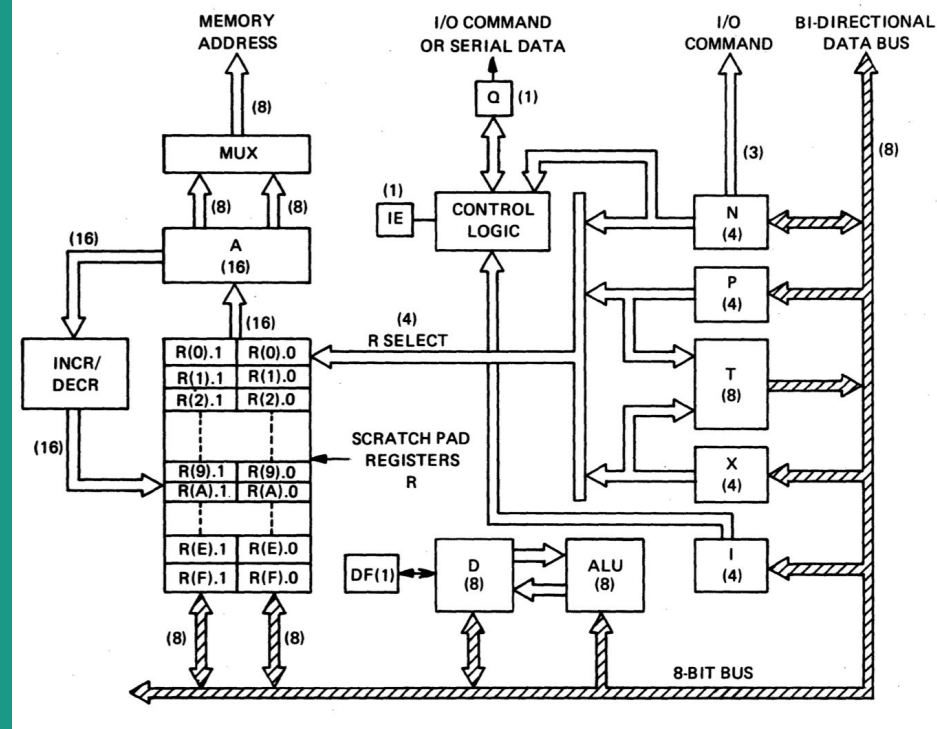 MEMORY
ADDRESS
I/O COMMAND
OR SERIAL DATA
I/O
COMMAND
BI-DIRECTIONAL
DATA BUS
(8)
Q
(1)
(3)
(8)
MUX
(8)
(8)
(1)
IE
CONTROL
LOGIC
N
(4)
(16)
A
(16)
P
(4)
(16)
(4)
R SELECT
INCR/
DECR
R(0).1
R(0).0
R(1).1
R(1).0
R(2).1
R(2).0
T
(8)
(16)
SCRATCH PAD
REGISTERS
R
R(9).1
R(9).0
R(A).1
R(A).0
X
(4)
R(E).1
R(E).0
R(F).1
R(F).0
DF(1)
D
(8)
ALU
(8)
I
(4)
(8)
(8)
8-BIT BUS